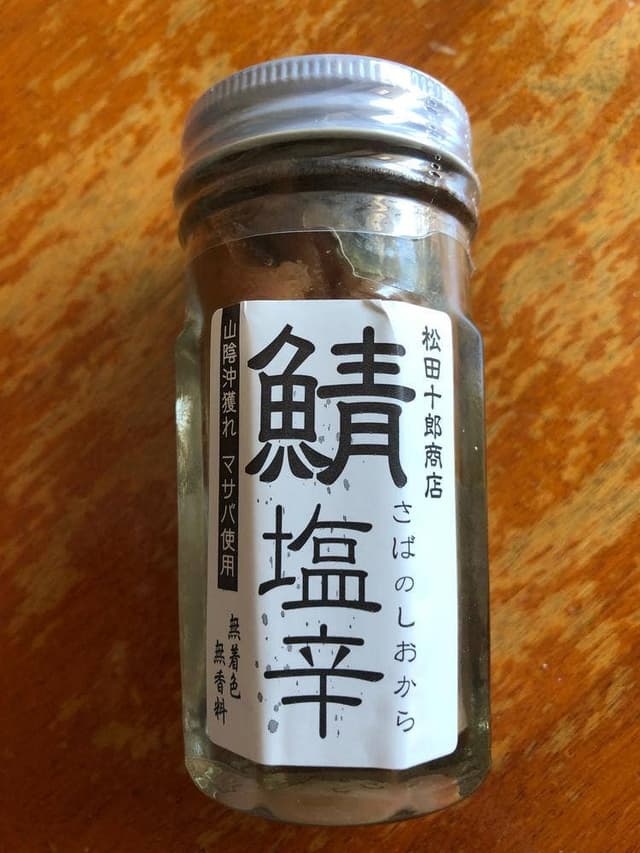 松田十郎商店
鯖塩辛
さばのしおから
山陰沖獲れ マサバ使用
無着色
無香料